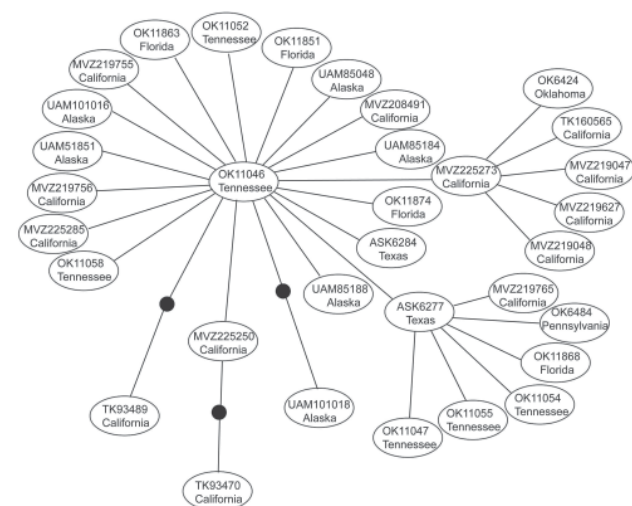 OK11052
Tennessee
OK11863
Florida
OK11851
Florida
MVZ219755
California
UAM85048
Alaska
UAM101016
Alaska
MVZ208491
California
UAM51851
Alaska
UAM85184
Alaska
OK11046
Tennessee
MVZ219756
California
OK11874
Florida
MVZ225285
California
ASK6284
Texas
OK11058
Tennessee
UAM85188
Alaska
MVZ225273
California
OK6424
Oklahoma
TK160565
California
MVZ219047
California
MVZ219627
California
MVZ219048
California
ASK6277
Texas
MVZ219765
California
OK6484
Pennsylvania
OK11868
Florida
OK11054
Tennessee
OK11055
Tennessee
OK11047
Tennessee
MVZ225250
California
TK93489
California
UAM101018
Alaska
TK93470
California